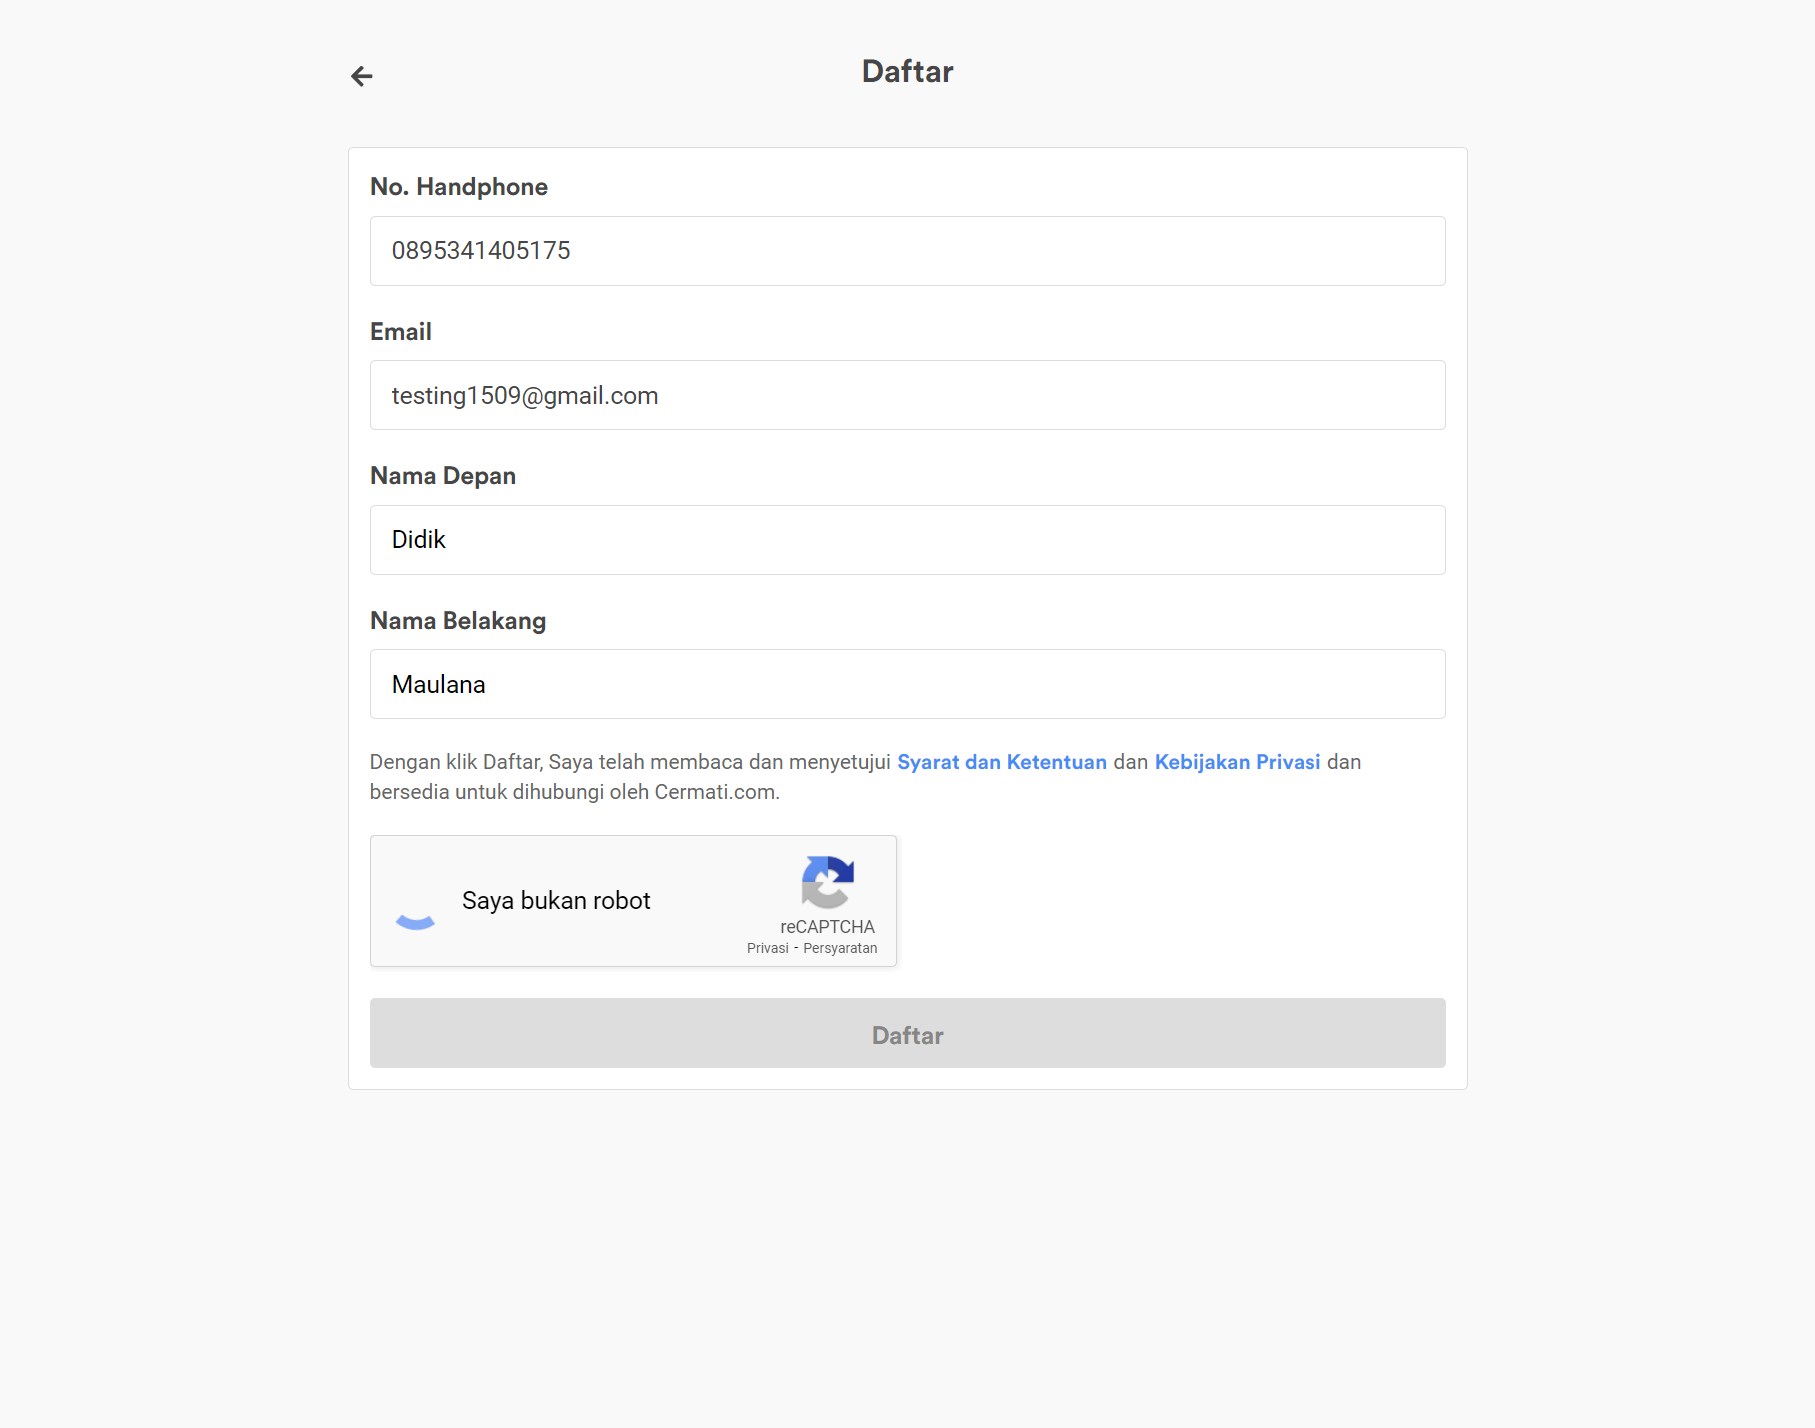 Daftar
No. Handphone
0895341405175
Email
testing1509@gmail.com
Nama Depan
Didik
Nama Belakang
Maulana
Dengan klik Daftar, Saya telah membaca dan menyetujui Syarat dan Ketentuan dan Kebijakan Privasi dan
bersedia untuk dihubungi oleh Cermati.com.
Saya bukan robot
reCAPTCHA
Privasi - Persyaratan
Daftar